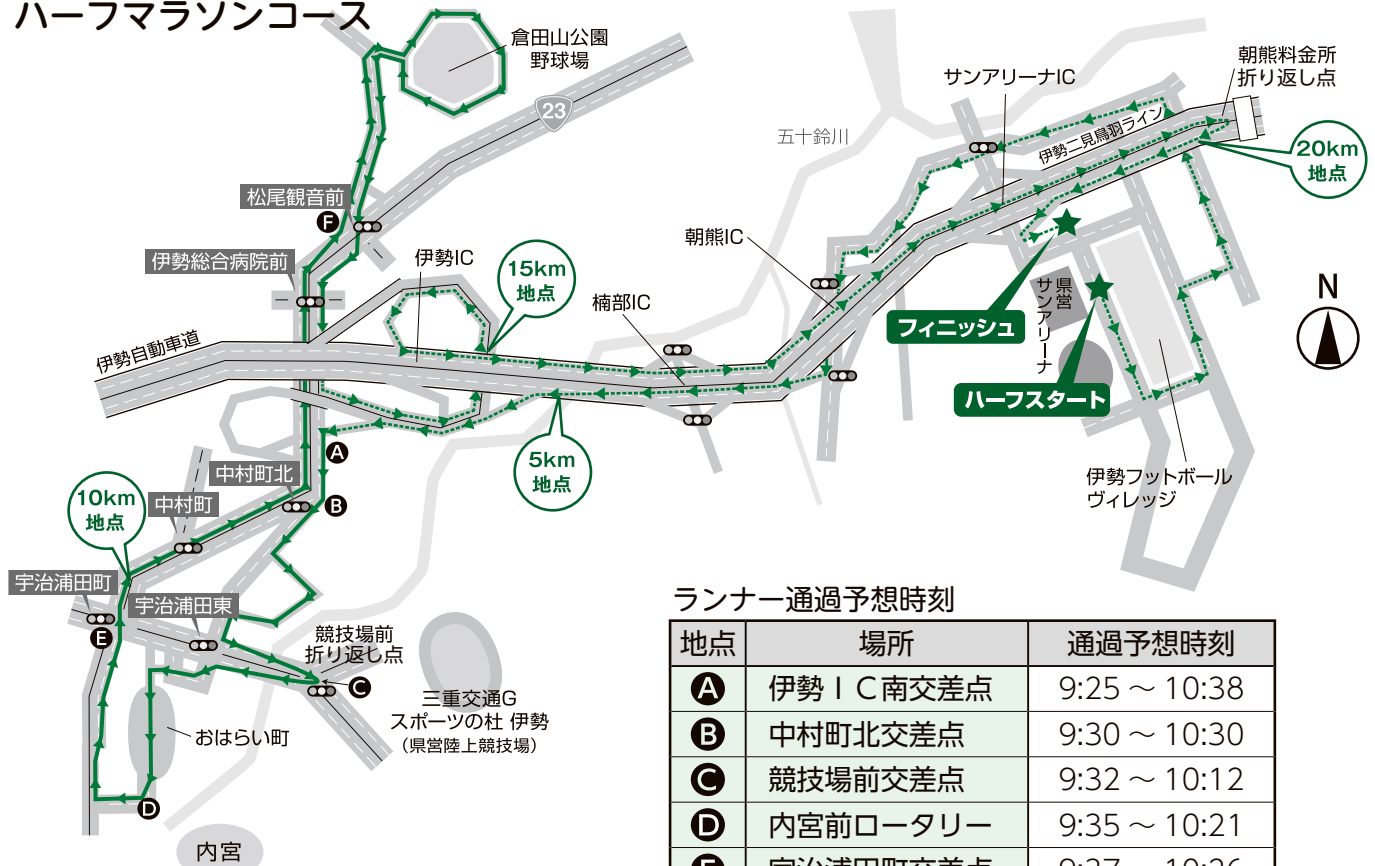 ハーフマラソンコース
倉田山公園
野球場
23
朝熊料金所
折り返し点
サンアリーナIC
五十鈴川
伊勢二見鳥羽ライン
20km
地点
松尾観音前
F
伊勢総合病院前
伊勢IC
15km
地点
朝熊IC
楠部IC
県営
サンアリーナ
N
フィニッシュ
伊勢自動車道
ハーフスタート
A
中村町北
5km
地点
伊勢フットボール
ヴィレッジ
10km
地点
中村町
B
宇治浦田町
宇治浦田東
E
競技場前
折り返し点
C
三重交通G
スポーツの杜 伊勢
(県営陸上競技場)
おはらい町
D
内宮
ランナー通過予想時刻
地点 場所 通過予想時刻
A 伊勢IC南交差点 9:25 ~ 10:38
B 中村町北交差点 9:30 ~ 10:30
C 競技場前交差点 9:32 ~ 10:12
D 内宮前ロータリー 9:35 ~ 10:21
E 宇治浦田町交差点